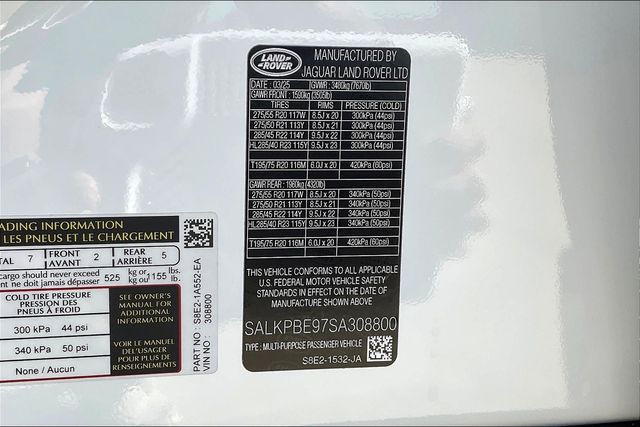 LAND
ROVER
MANUFACTURED BY
JAGUAR LAND ROVER LTD
DATE : 03/25 GVWR : 3480kg (7670lb)
GAWR FRONT : 1590kg (3505lb)
TIRES RIMS PRESSURE (COLD)
275/55 R20 117W 8.5J x 20 300kPa (44psi)
275/50 R21 113Y 8.5J x 21 300kPa (44psi)
285/45 R22 114Y 9.5J x 22 300kPa (44psi)
HL285/40 R23 115Y 9.5J x 23 300kPa (44psi)
T195/75 R20 116M 6.0J x 20 420kPa (60psi)
GAWR REAR : 1960kg (4320lb)
275/55 R20 117W 8.5J x 20 340kPa (50psi)
275/50 R21 113Y 8.5J x 21 340kPa (50psi)
285/45 R22 114Y 9.5J x 22 340kPa (50psi)
HL285/40 R23 115Y 9.5J x 23 340kPa (50psi)
T195/75 R20 116M 6.0J x 20 420kPa (60psi)
THIS VEHICLE CONFORMS TO ALL APPLICABLE
U.S. FEDERAL MOTOR VEHICLE SAFETY
STANDARDS IN EFFECT ON THE DATE OF
MANUFACTURE SHOWN ABOVE
SALKPBE97SA308800
TYPE : MULTI-PURPOSE PASSENGER VEHICLE
S8E2-1532-JA
ADING INFORMATION
LES PNEUS ET LE CHARGEMENT
TAL 7 FRONT AVANT 2 REAR ARRIÈRE 5
cargo should never exceed
ent ne doit jamais dépasser 525 kg or kg ou 1155 lbs. lb.
COLD TIRE PRESSURE
PRESSION DES
PNEUS À FROID
300 kPa 44 psi
340 kPa 50 psi
None / Aucun
SEE OWNER'S
MANUAL FOR
ADDITIONAL
INFORMATION
VOIR LE MANUEL
DE L'USAGER
POUR PLUS DE
RENSEIGNEMENTS
PART NO : S8E2-1A552-EA
VIN NO : 308800